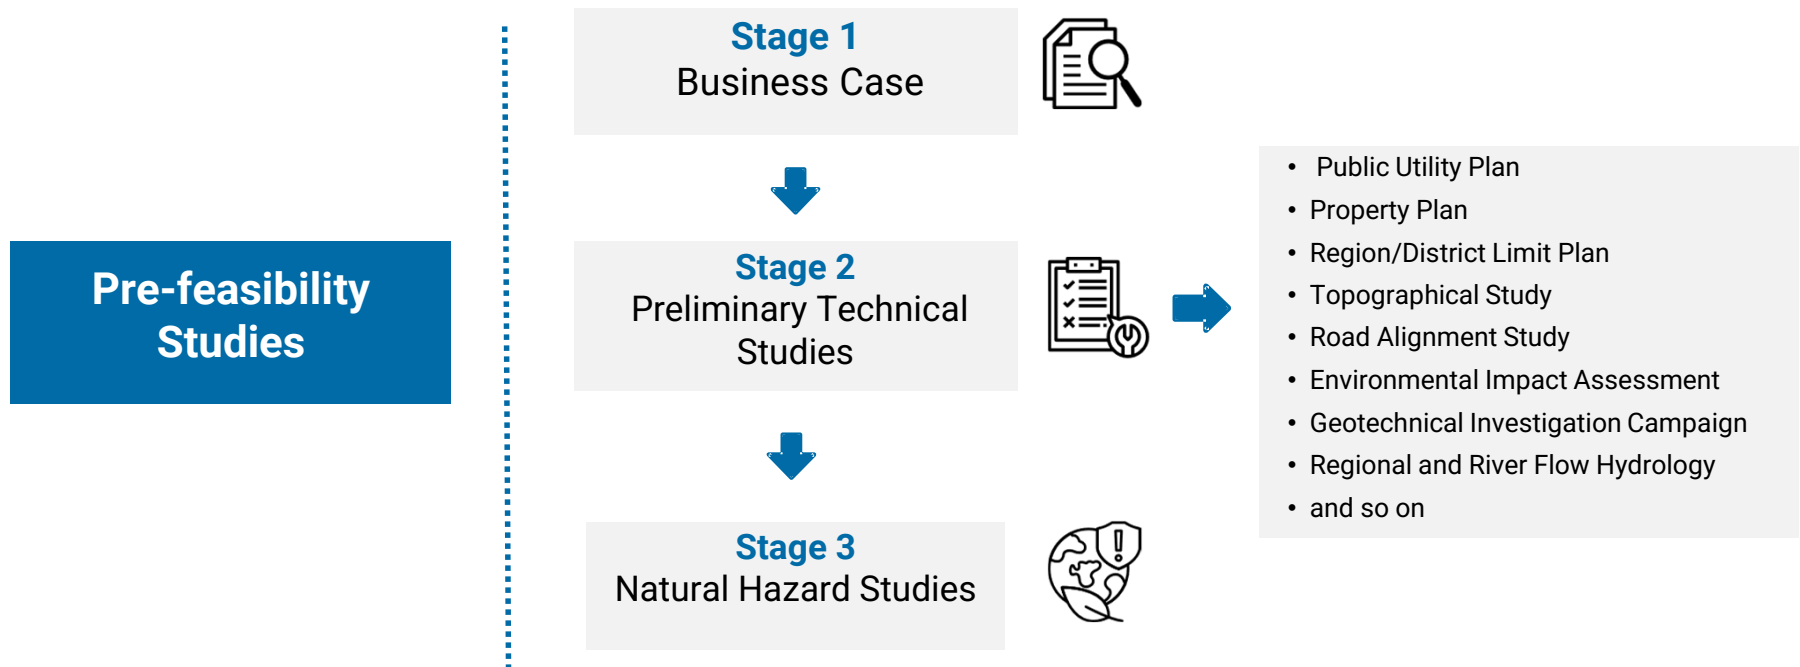 Pre-feasibility
Studies
Stage 1
Business Case
Stage 2
Preliminary Technical
Studies
Stage 3
Natural Hazard Studies
• Public Utility Plan
• Property Plan
• Region/District Limit Plan
• Topographical Study
• Road Alignment Study
• Environmental Impact Assessment
• Geotechnical Investigation Campaign
• Regional and River Flow Hydrology
• and so on